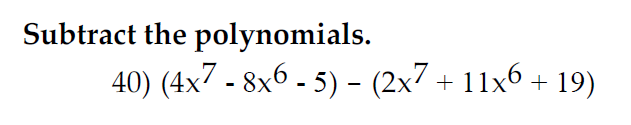 Subtract the polynomials.
40) (4x⁷ - 8x⁶ - 5) – (2x⁷ + 11x⁶ + 19)